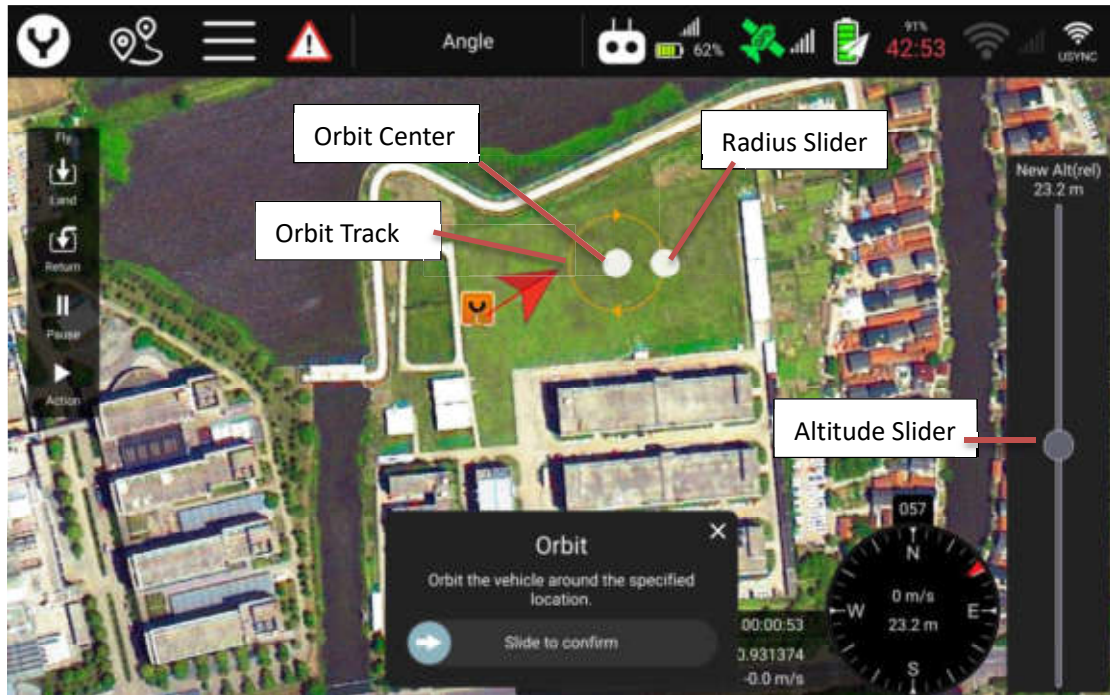 Angle
62%
91%
42:53
USYNC
Fly
Land
Return
Pause
Action
Orbit Center
Radius Slider
Orbit Track
Altitude Slider
New Alt(rel)
23.2 m
Orbit
Orbit the vehicle around the specified
location.
Slide to confirm
00:00:53
0.931374
-0.0 m/s
057
N
0 m/s
W
E
23.2 m
S